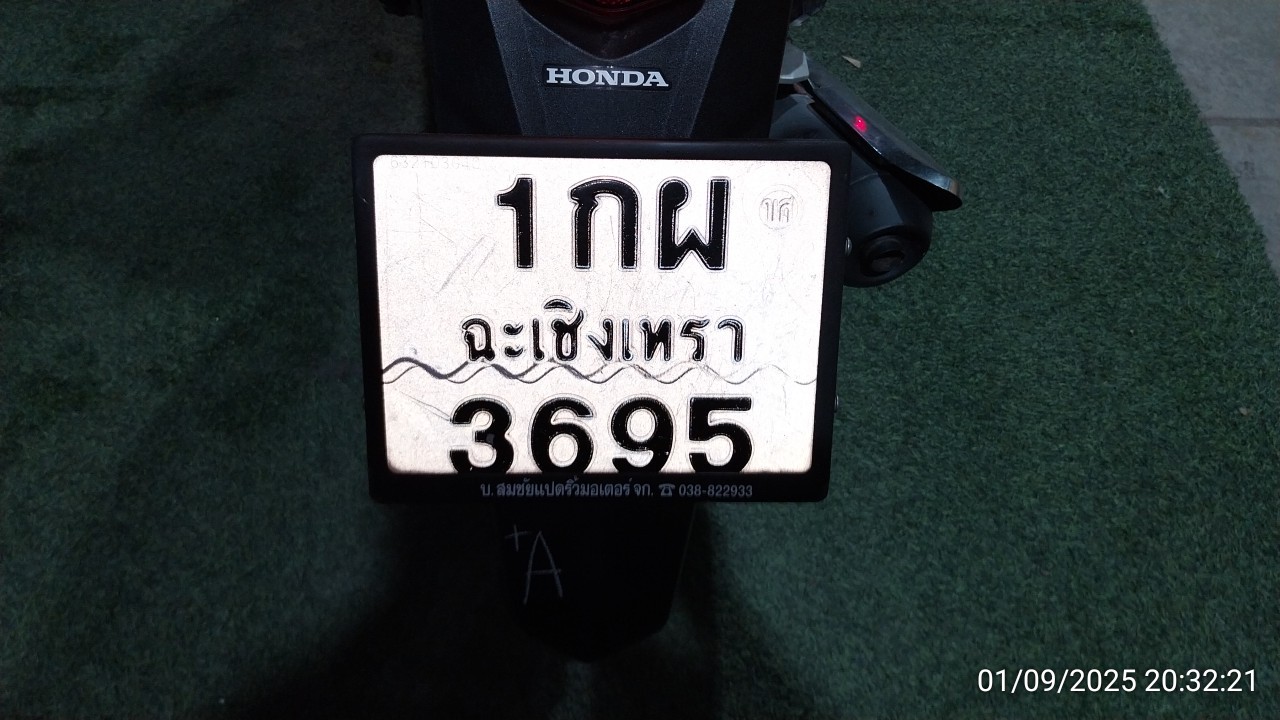 HONDA
1กผ
ขส
ฉะเชิงเทรา
3695
บ.สมชัยแปดริ้วมอเตอร์ จก. ☎ 038-822933
+A
01/09/2025 20:32:21